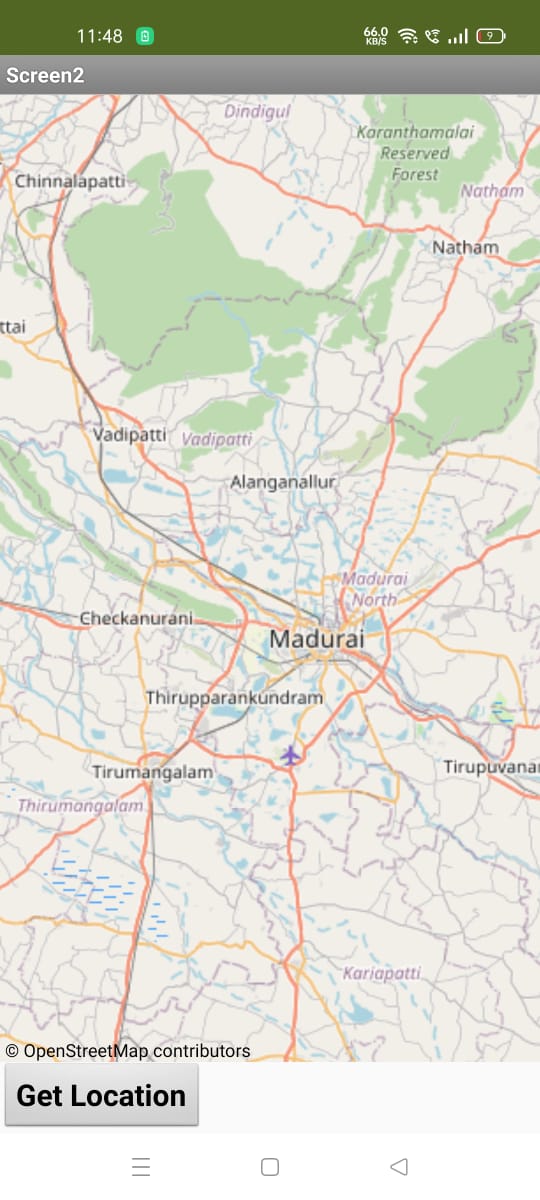 11:48
66.0
KB/S
9
Screen2
Dindigul
Karanthamalai
Reserved
Forest
Chinnalapatti
Natham
Natham
ttai
Vadipatti
Vadipatti
Alanganallur
Madurai
North
Checkanurani
Madurai
Thirupparankundram
Tirumangalam
Tirupuvana
Thirumangalam
Kariapatti
© OpenStreetMap contributors
Get Location